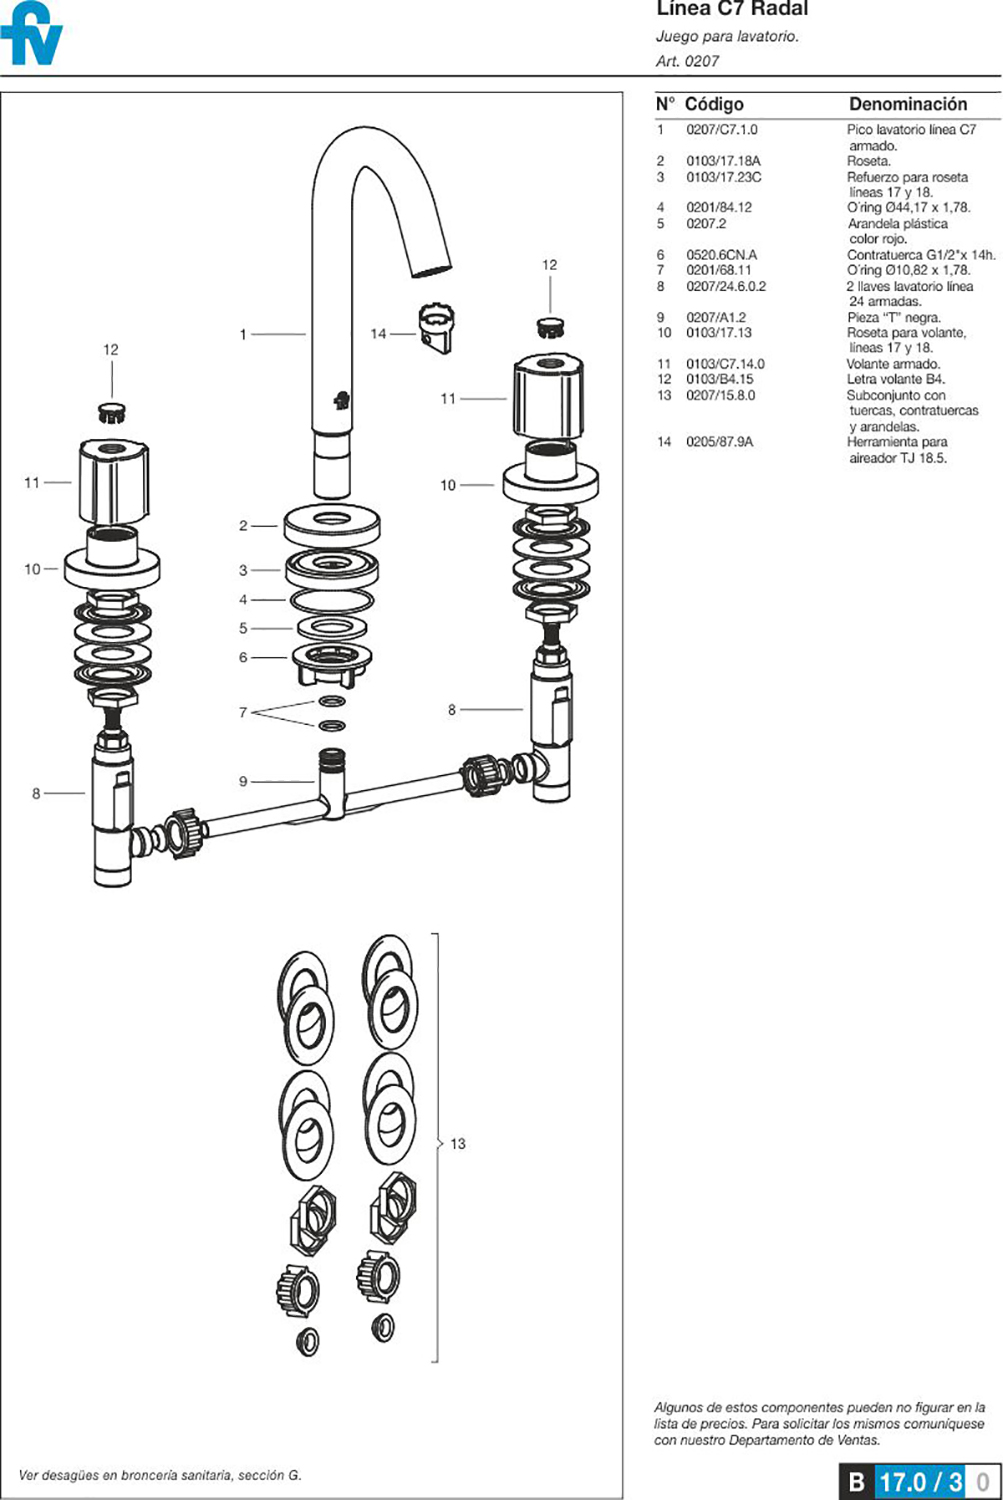 fv
Línea C7 Radal
Juego para lavatorio.
Art. 0207
N° Código Denominación
1 0207/C7.1.0 Pico lavatorio línea C7
armado.
2 0103/17.18A Roseta.
3 0103/17.23C Refuerzo para roseta
líneas 17 y 18.
4 0201/84.12 O´ring Ø44,17 x 1,78.
5 0207.2 Arandela plástica
color rojo.
6 0520.6CN.A Contratuerca G1/2"x 14h.
7 0201/68.11 O´ring Ø10,82 x 1,78.
8 0207/24.6.0.2 2 llaves lavatorio línea
24 armadas.
9 0207/A1.2 Pieza “T” negra.
10 0103/17.13 Roseta para volante,
líneas 17 y 18.
11 0103/C7.14.0 Volante armado.
12 0103/B4.15 Letra volante B4.
13 0207/15.8.0 Subconjunto con
tuercas, contratuercas
y arandelas.
14 0205/87.9A Herramienta para
aireador TJ 18.5.
12
1
14
12
11
11
10
2
10
3
4
5
6
7
8
9
8
13
Algunos de estos componentes pueden no figurar en la
lista de precios. Para solicitar los mismos comuníquese
con nuestro Departamento de Ventas.
Ver desagües en broncería sanitaria, sección G.
B 17.0 / 3 0